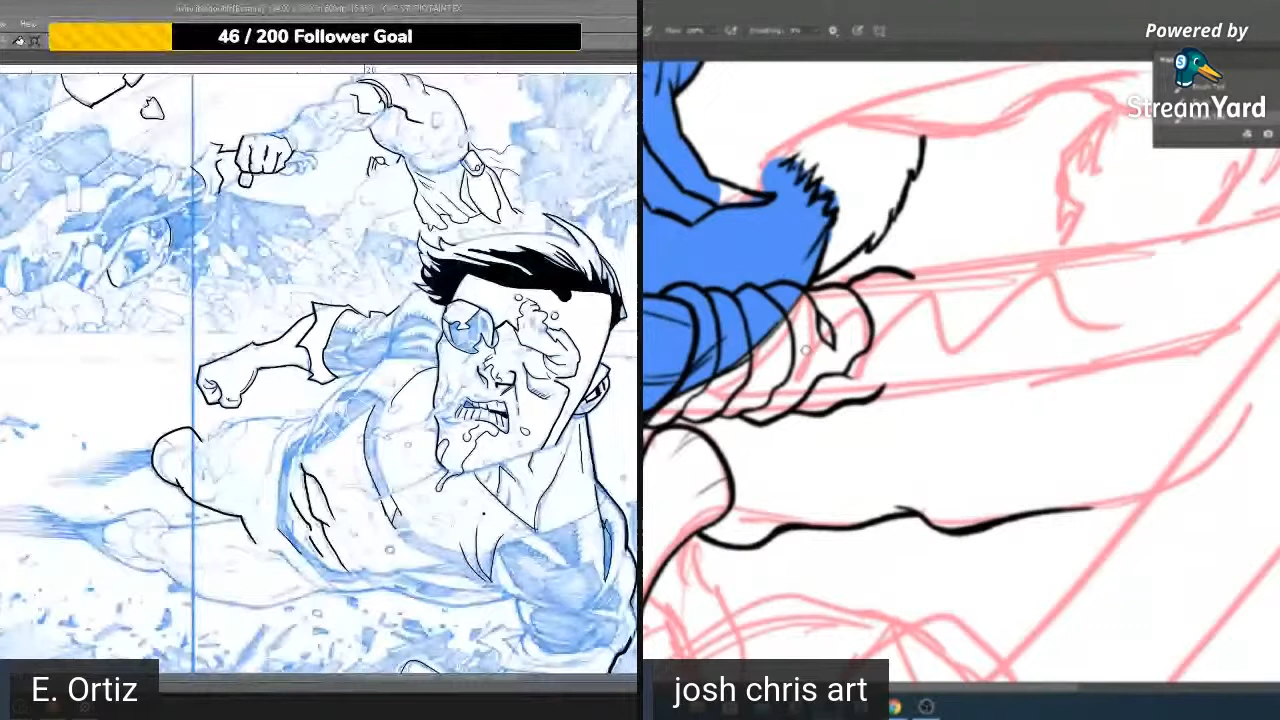 46 / 200 Follower Goal
Powered by
StreamYard
E. Ortiz
josh chris art